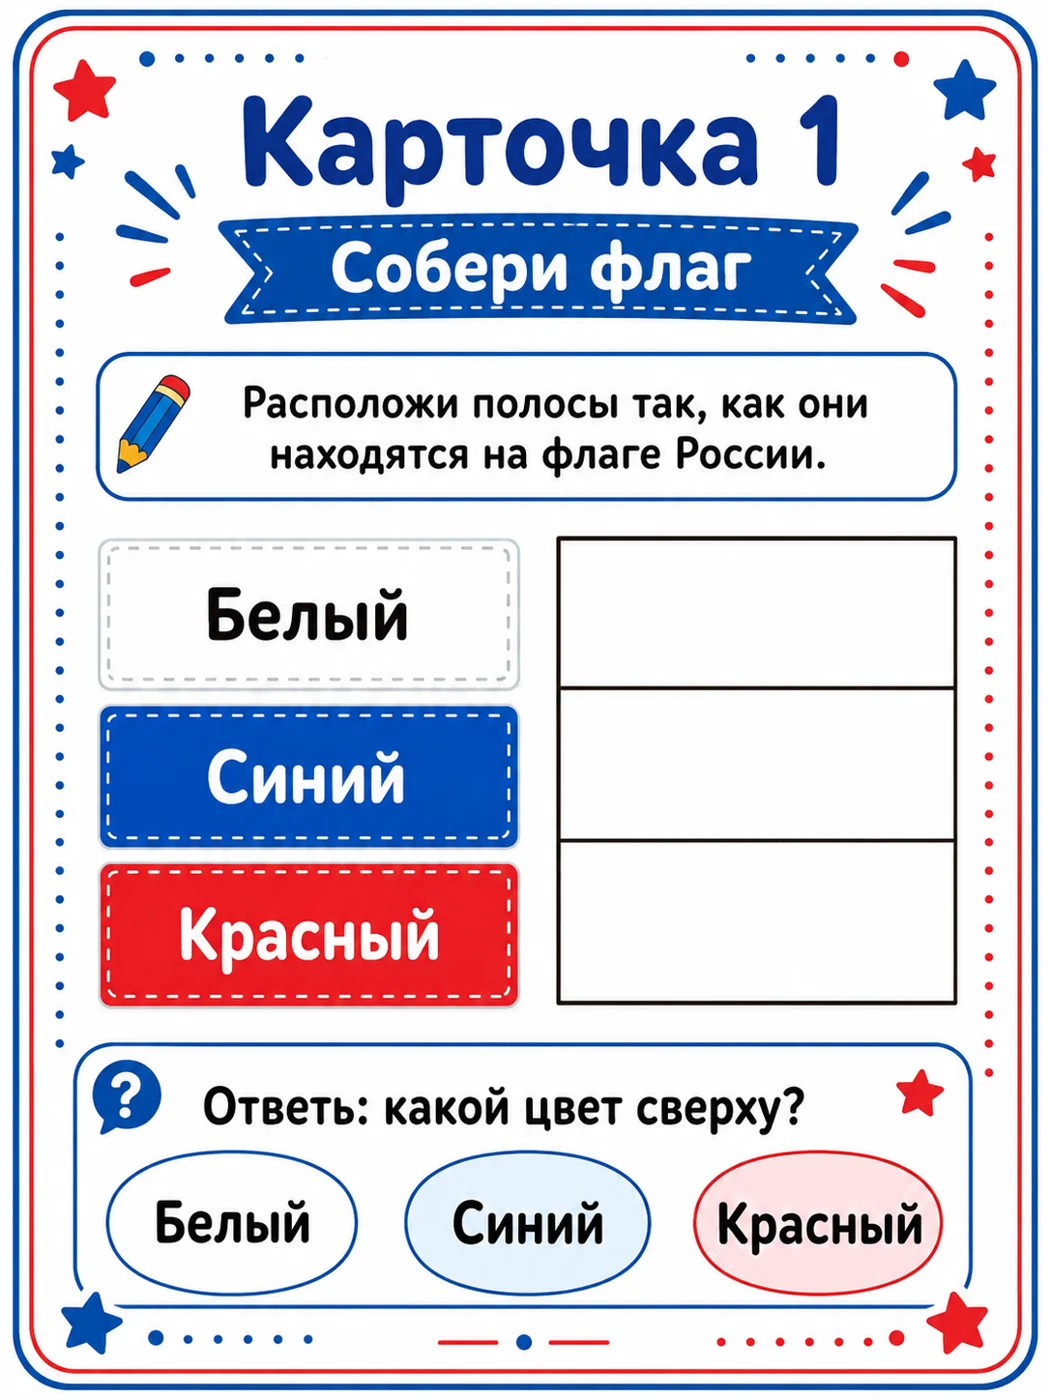 Карточка 1
Собери флаг
Расположи полосы так, как они
находятся на флаге России.
Белый
Синий
Красный
?
Ответь: какой цвет сверху?
Белый
Синий
Красный